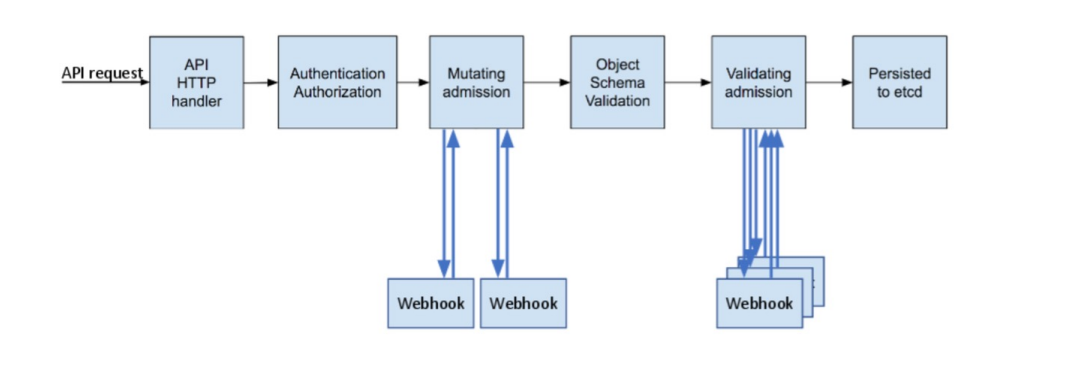 API request
API
HTTP
handler
Authentication
Authorization
Mutating
admission
Object
Schema
Validation
Validating
admission
Persisted
to etcd
Webhook
Webhook
Webhook